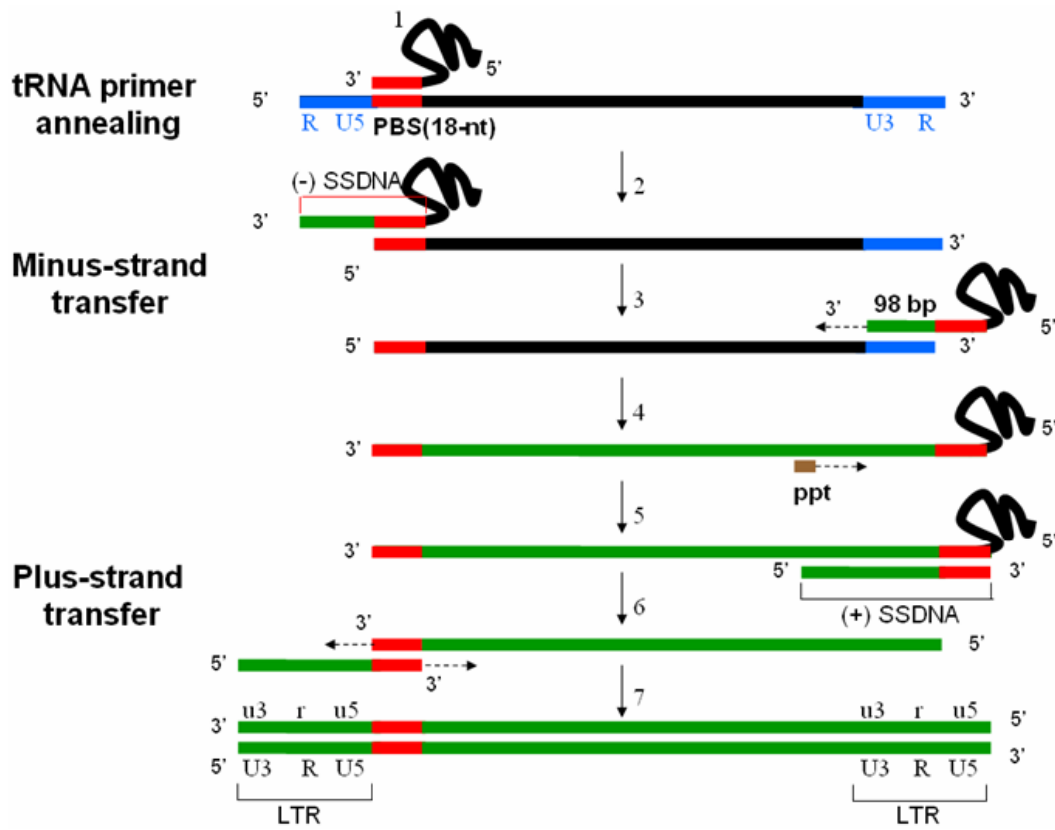 1
3' 5'
tRNA primer
annealing
5' 3'
R U5 PBS(18-nt) U3 R
(-) SSDNA
2
3'
3'
5'
Minus-strand
transfer
3
3' 98 bp
5'
5' 3'
4
5'
3'
ppt
5
5'
3'
5' 3'
Plus-strand
transfer
6
(+) SSDNA
3'
5'
5'
3'
7
u3 r u5 u3 r u5
3' 5'
5' 3'
U3 R U5 U3 R U5
LTR LTR